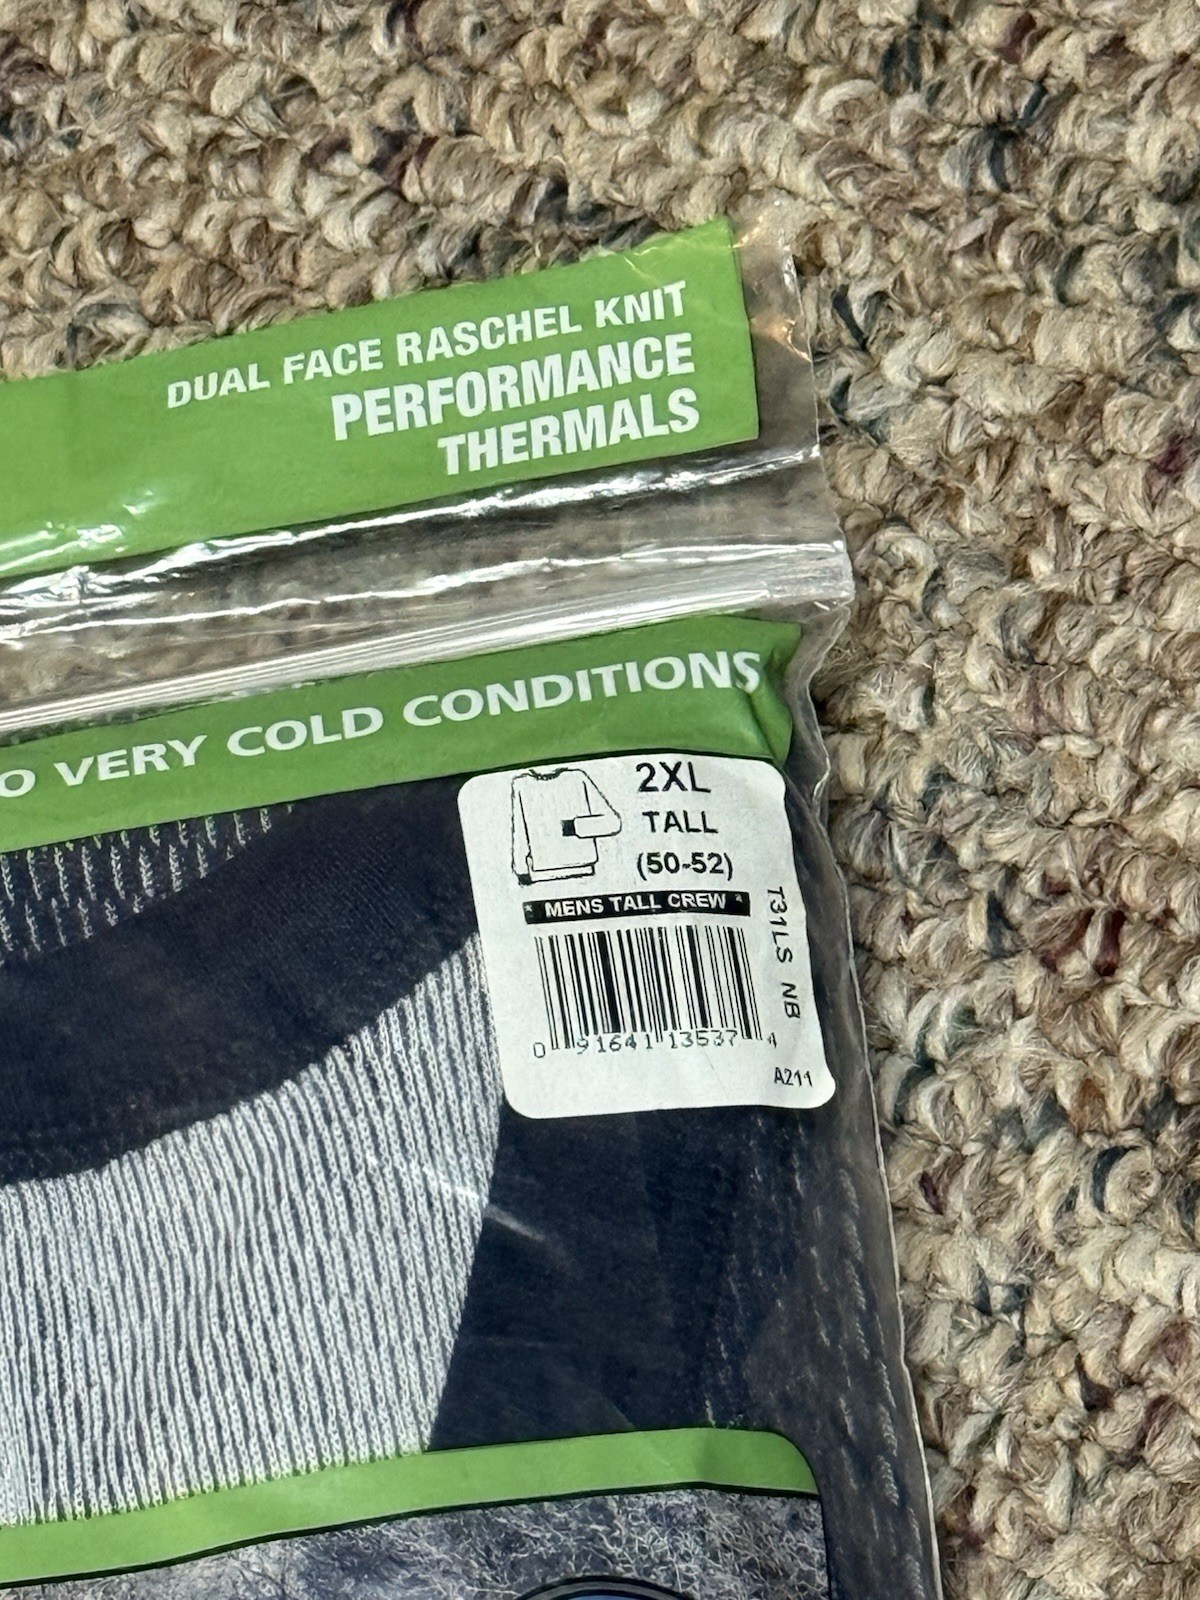 DUAL FACE RASCHEL KNIT
PERFORMANCE
THERMALS
O VERY COLD CONDITIONS
2XL
TALL
(50-52)
* MENS TALL CREW *
T31LS NB
0 91641 13537 4
A211